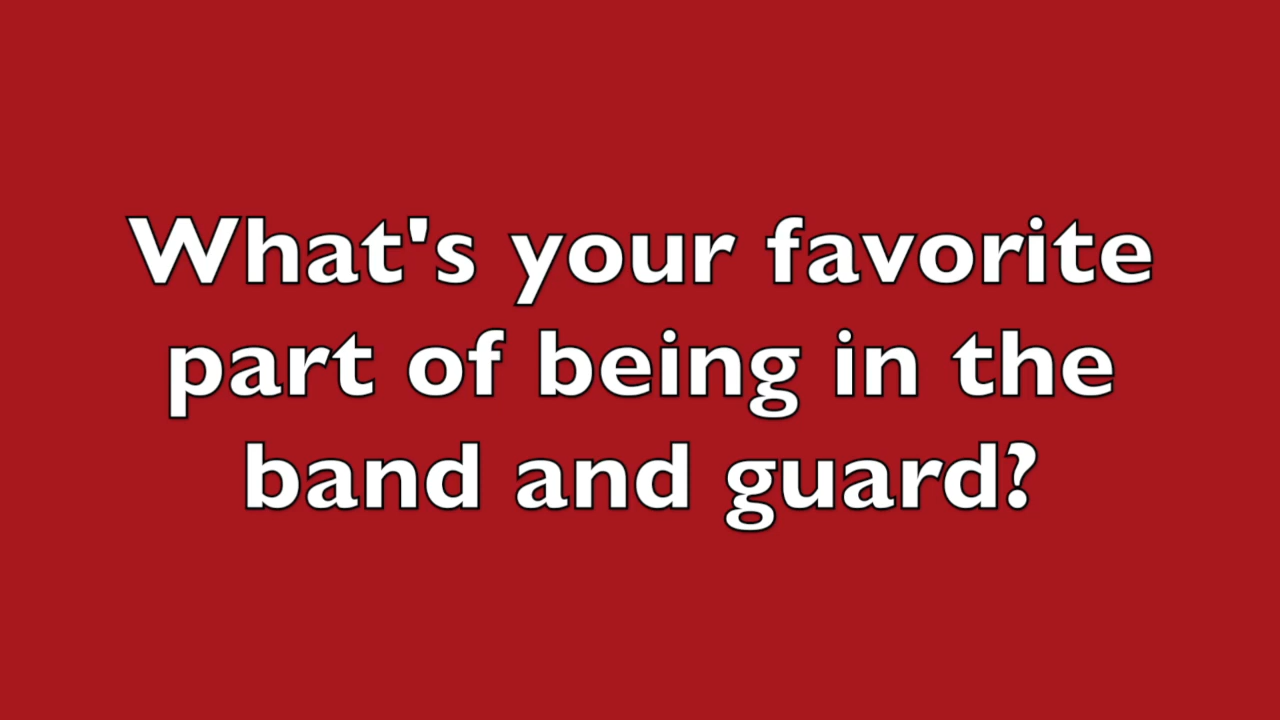 What's your favorite
part of being in the
band and guard?